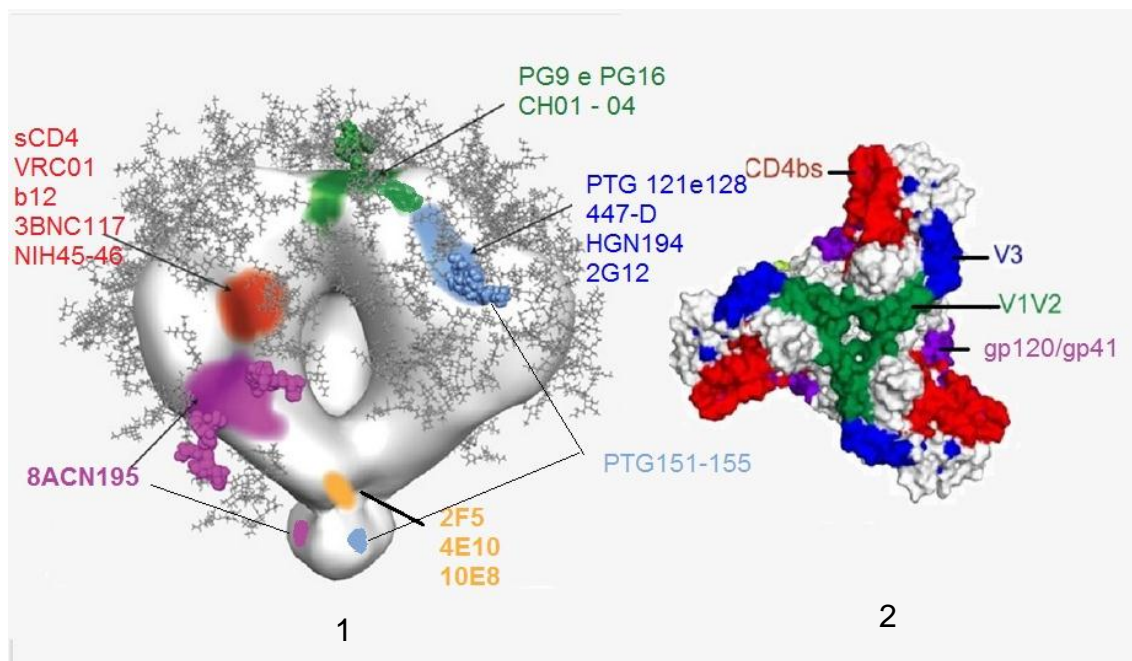 PG9 e PG16
CH01 - 04
sCD4
VRC01
b12
3BNC117
NIH45-46
PTG 121e128
447-D
HGN194
2G12
8ACN195
PTG151-155
2F5
4E10
10E8
1
CD4bs
V3
V1V2
gp120/gp41
2